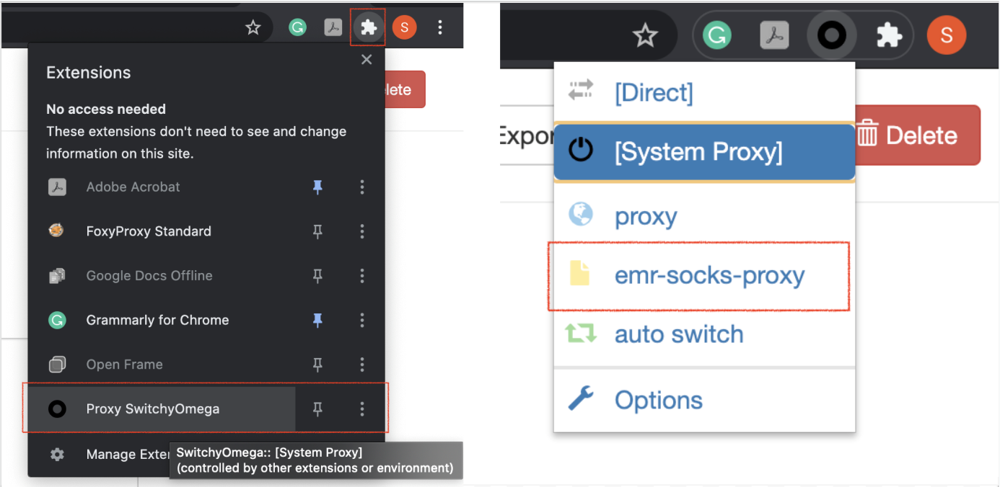 S
Extensions
lete
No access needed
These extensions don't need to see and change
information on this site.
Adobe Acrobat
FoxyProxy Standard
Google Docs Offline
G
Grammarly for Chrome
Open Frame
Proxy SwitchyOmega
Manage Exter
SwitchyOmega:: [System Proxy]
(controlled by other extensions or environment)
S
[Direct]
Expor
Delete
[System Proxy]
proxy
emr-socks-proxy
auto switch
Options